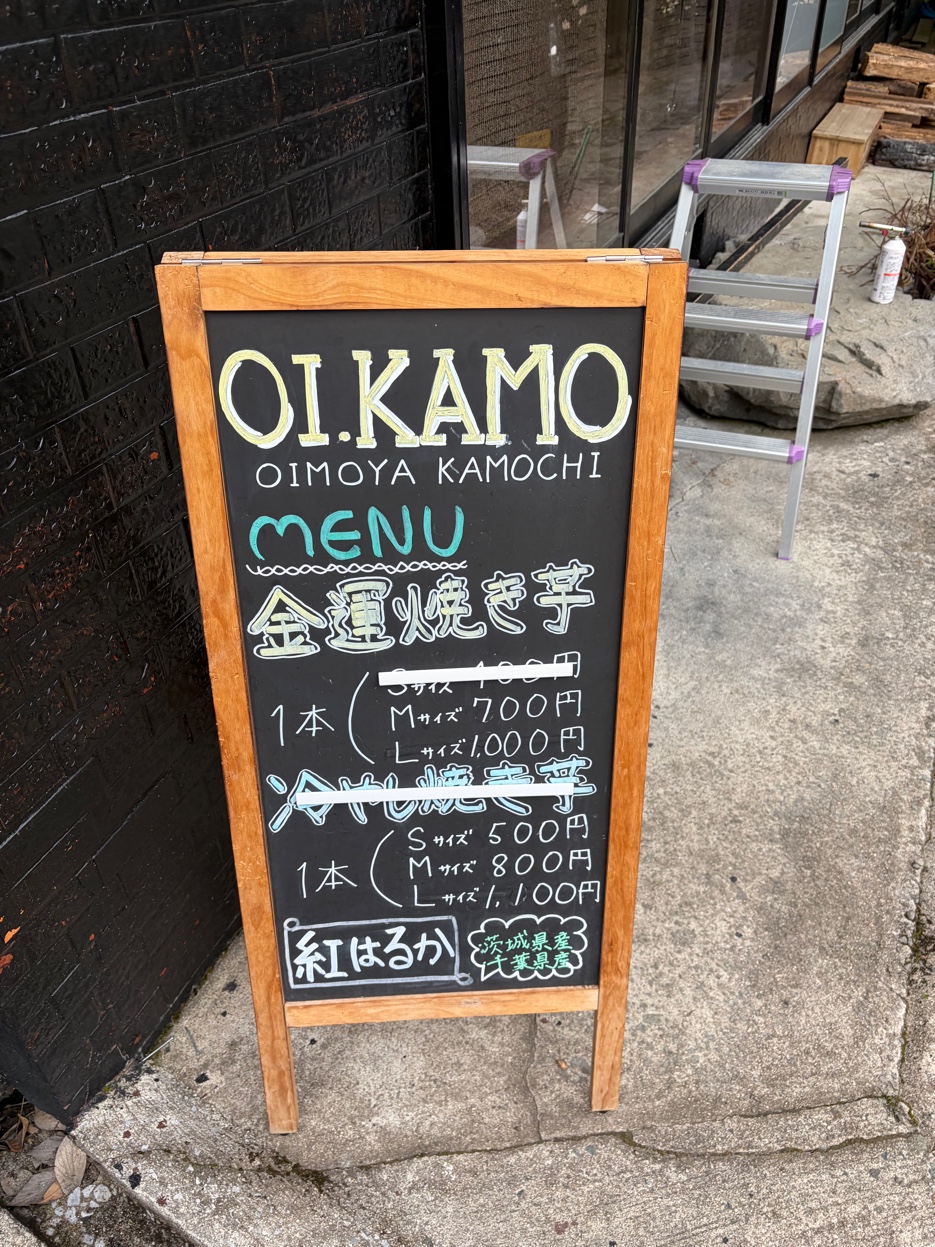 OI.KAMO
OIMOYA KAMOCHI
MENU
金運焼き芋
1本
Sサイズ 400円
Mサイズ 700円
Lサイズ 1,000円
冷やし焼き芋
1本
Sサイズ 500円
Mサイズ 800円
Lサイズ 1,100円
紅はるか
茨城県産
千葉県産